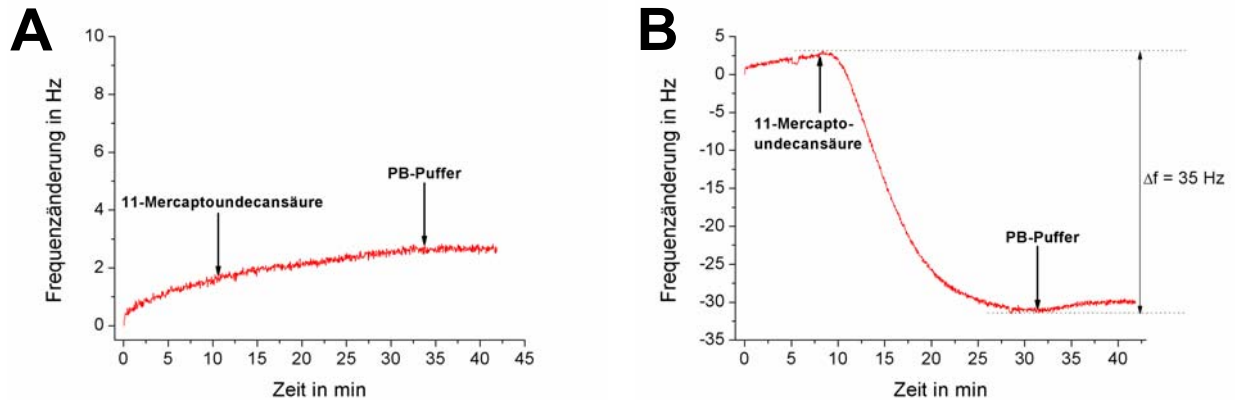 A
Frequenzänderung in Hz
10
8
6
4
2
0
11-Mercaptoundecansäure
PB-Puffer
0 5 10 15 20 25 30 35 40 45
Zeit in min
B
Frequenzänderung in Hz
5
0
-5
-10
-15
-20
-25
-30
-35
11-Mercapto-
undecansäure
PB-Puffer
Δf = 35 Hz
0 5 10 15 20 25 30 35 40
Zeit in min